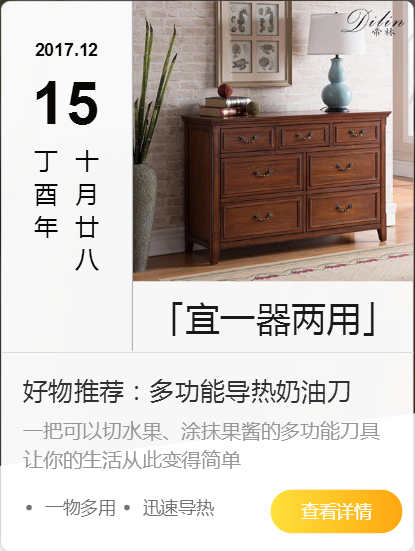 2017.12
15
丁酉年
十月廿八
Dilin
帝林
「宜一器两用」
好物推荐：多功能导热奶油刀
一把可以切水果、涂抹果酱的多功能刀具
让你的生活从此变得简单
• 一物多用 • 迅速导热
查看详情